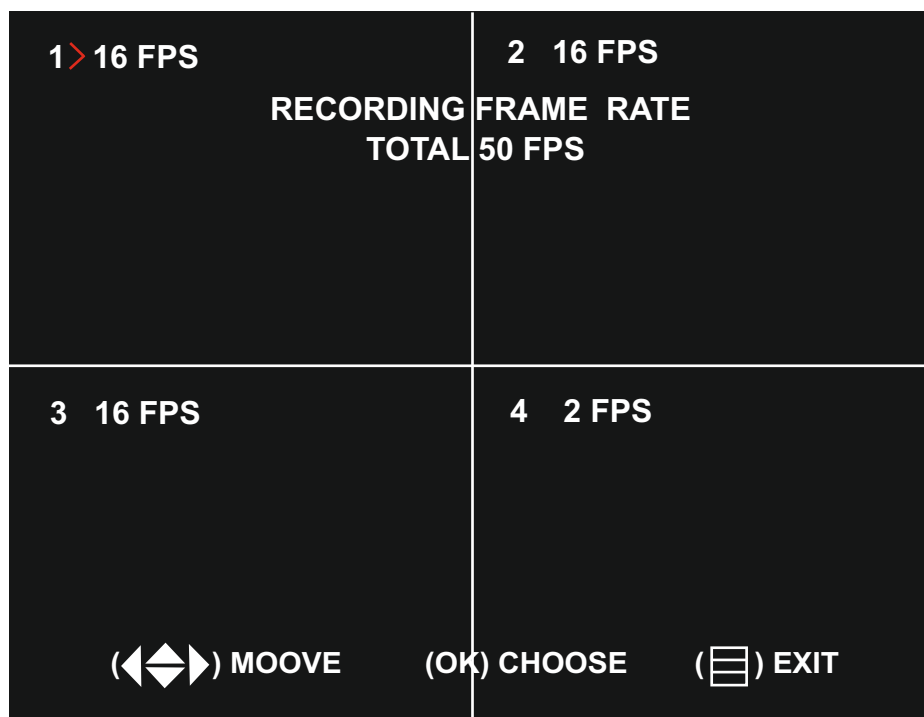 1> 16 FPS 2 16 FPS
RECORDING FRAME RATE
TOTAL 50 FPS
3 16 FPS 4 2 FPS
() MOOVE (OK) CHOOSE () EXIT